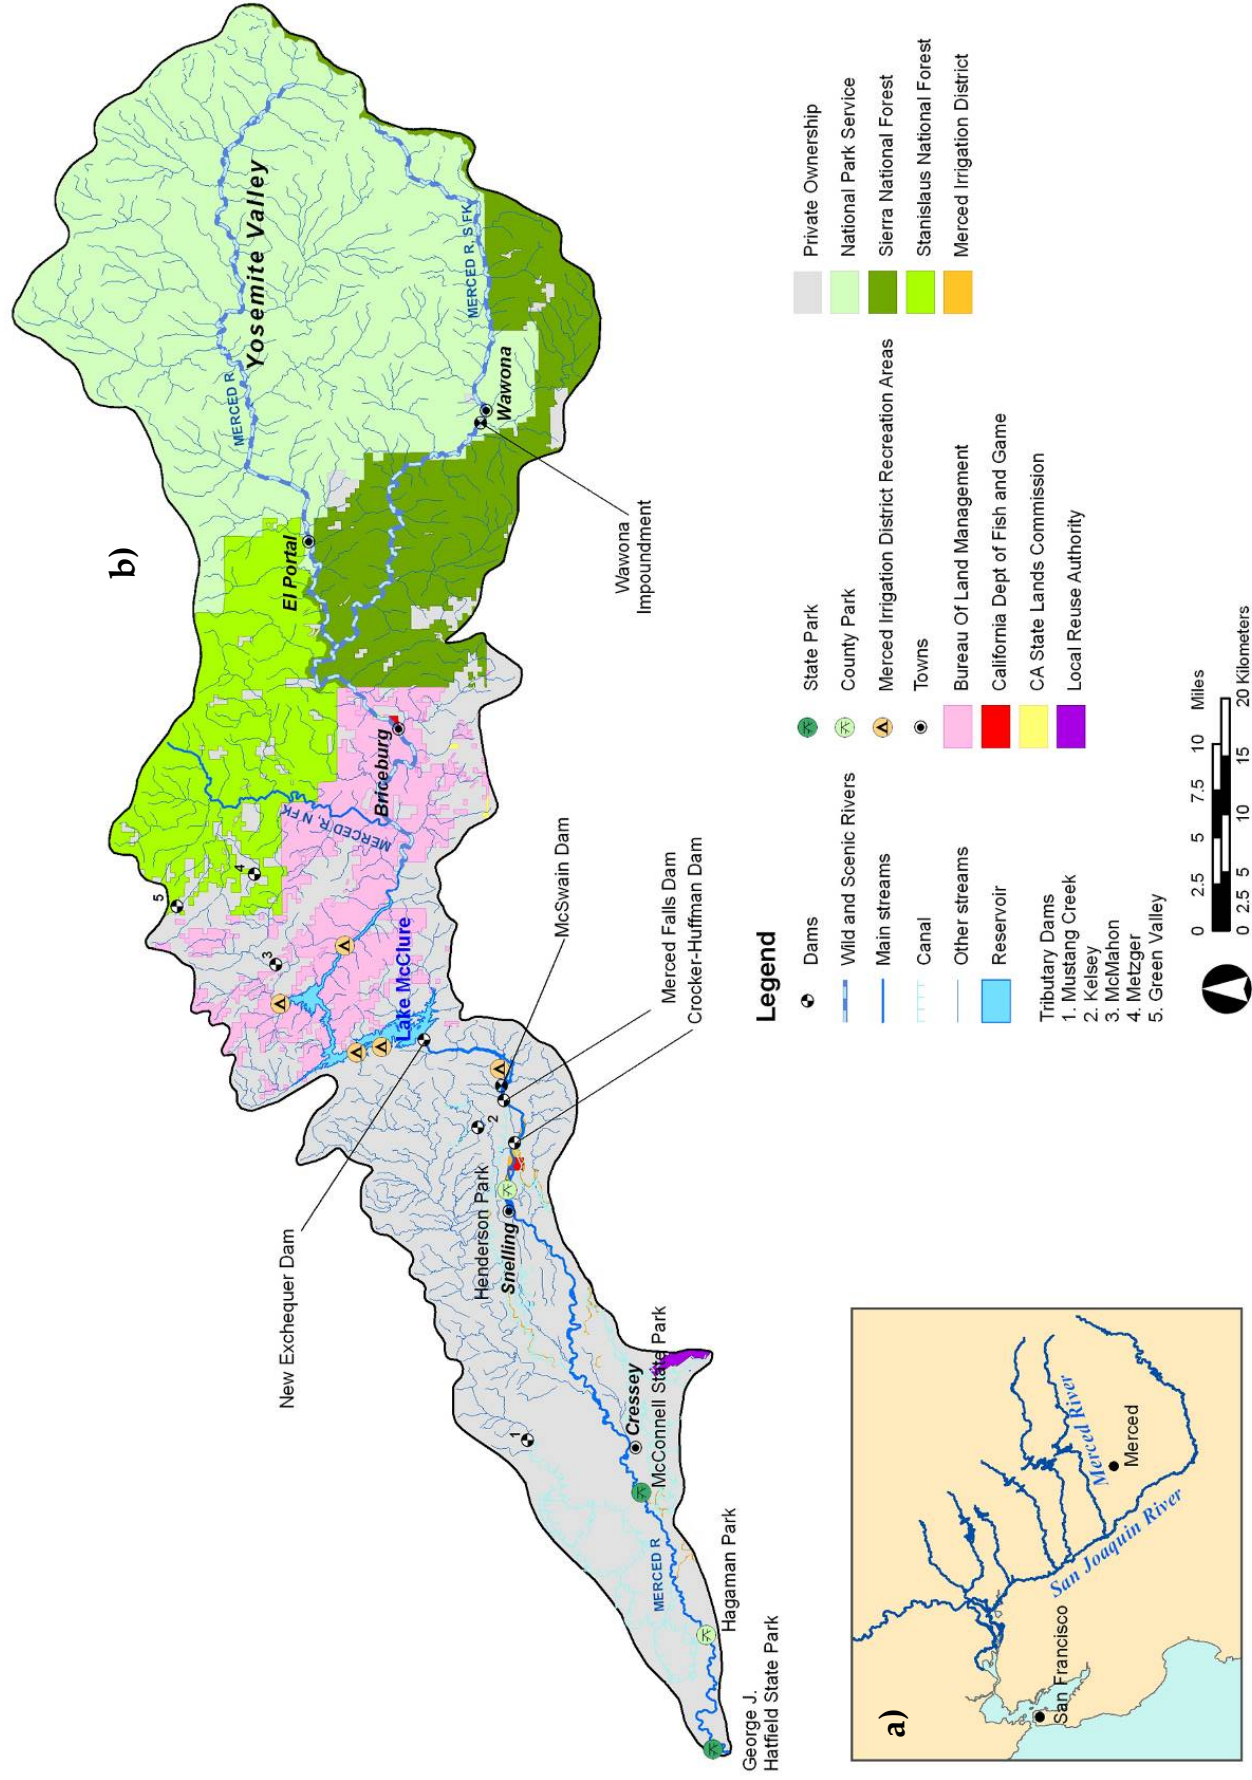 b)
Yosemite Valley
MERCED R
MERCED R, S FK
Wawona
El Portal
Wawona
Impoundment
Briceburg
MERCED R, N FK
5
4
3
Lake McClure
McSwain Dam
Merced Falls Dam
Crocker-Huffman Dam
New Exchequer Dam
2
Henderson Park
Snelling
1
Cressey
McConnell State Park
MERCED R
Hagaman Park
George J.
Hatfield State Park
Legend
Dams
Wild and Scenic Rivers
Main streams
Canal
Other streams
Reservoir
Tributary Dams
1. Mustang Creek
2. Kelsey
3. McMahon
4. Metzger
5. Green Valley
State Park
County Park
Merced Irrigation District Recreation Areas
Towns
Bureau Of Land Management
California Dept of Fish and Game
CA State Lands Commission
Local Reuse Authority
Private Ownership
National Park Service
Sierra National Forest
Stanislaus National Forest
Merced Irrigation District
0 2.5 5 7.5 10 Miles
0 2.5 5 10 15 20 Kilometers
a)
San Francisco
San Joaquin River
Merced River
Merced